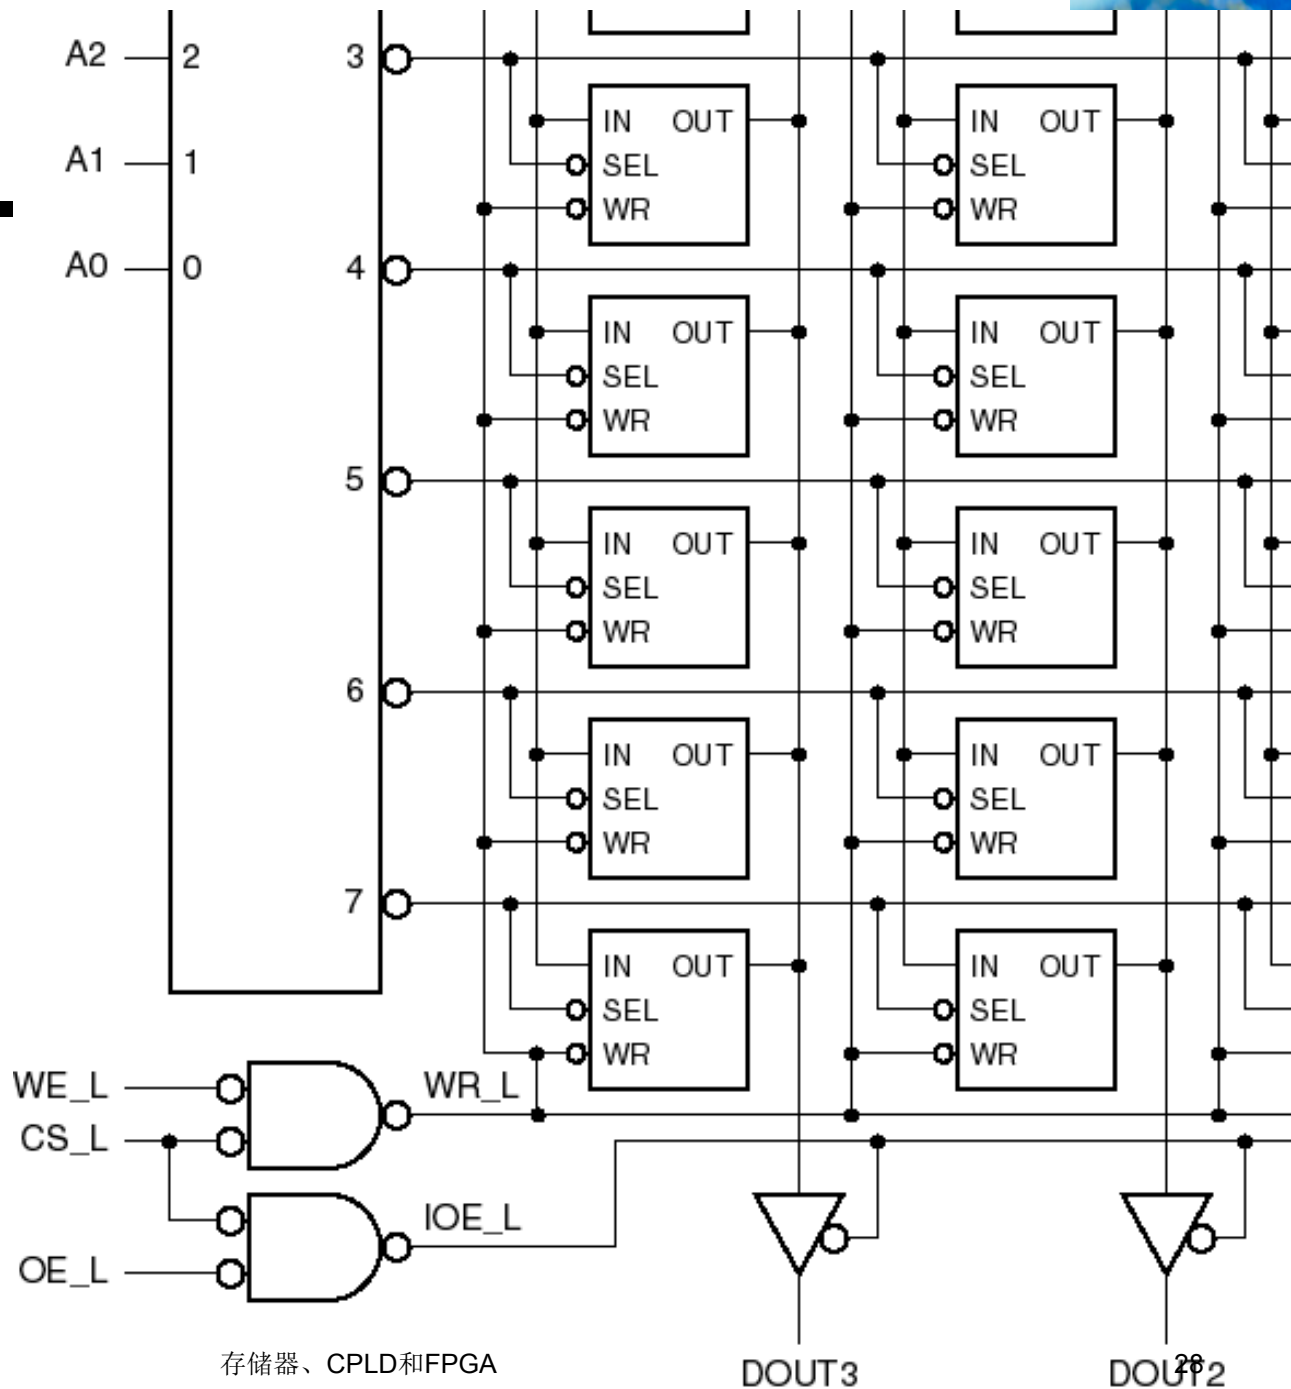 A2 2 3
IN OUT IN OUT
A1 1 SEL SEL
WR WR
A0 0 4
IN OUT IN OUT
SEL SEL
WR WR
5
IN OUT IN OUT
SEL SEL
WR WR
6
IN OUT IN OUT
SEL SEL
WR WR
7
IN OUT IN OUT
SEL SEL
WR WR
WE_L WR_L
CS_L
IOE_L
OE_L
存储器、CPLD和FPGA
28
DOUT3 DOUT2